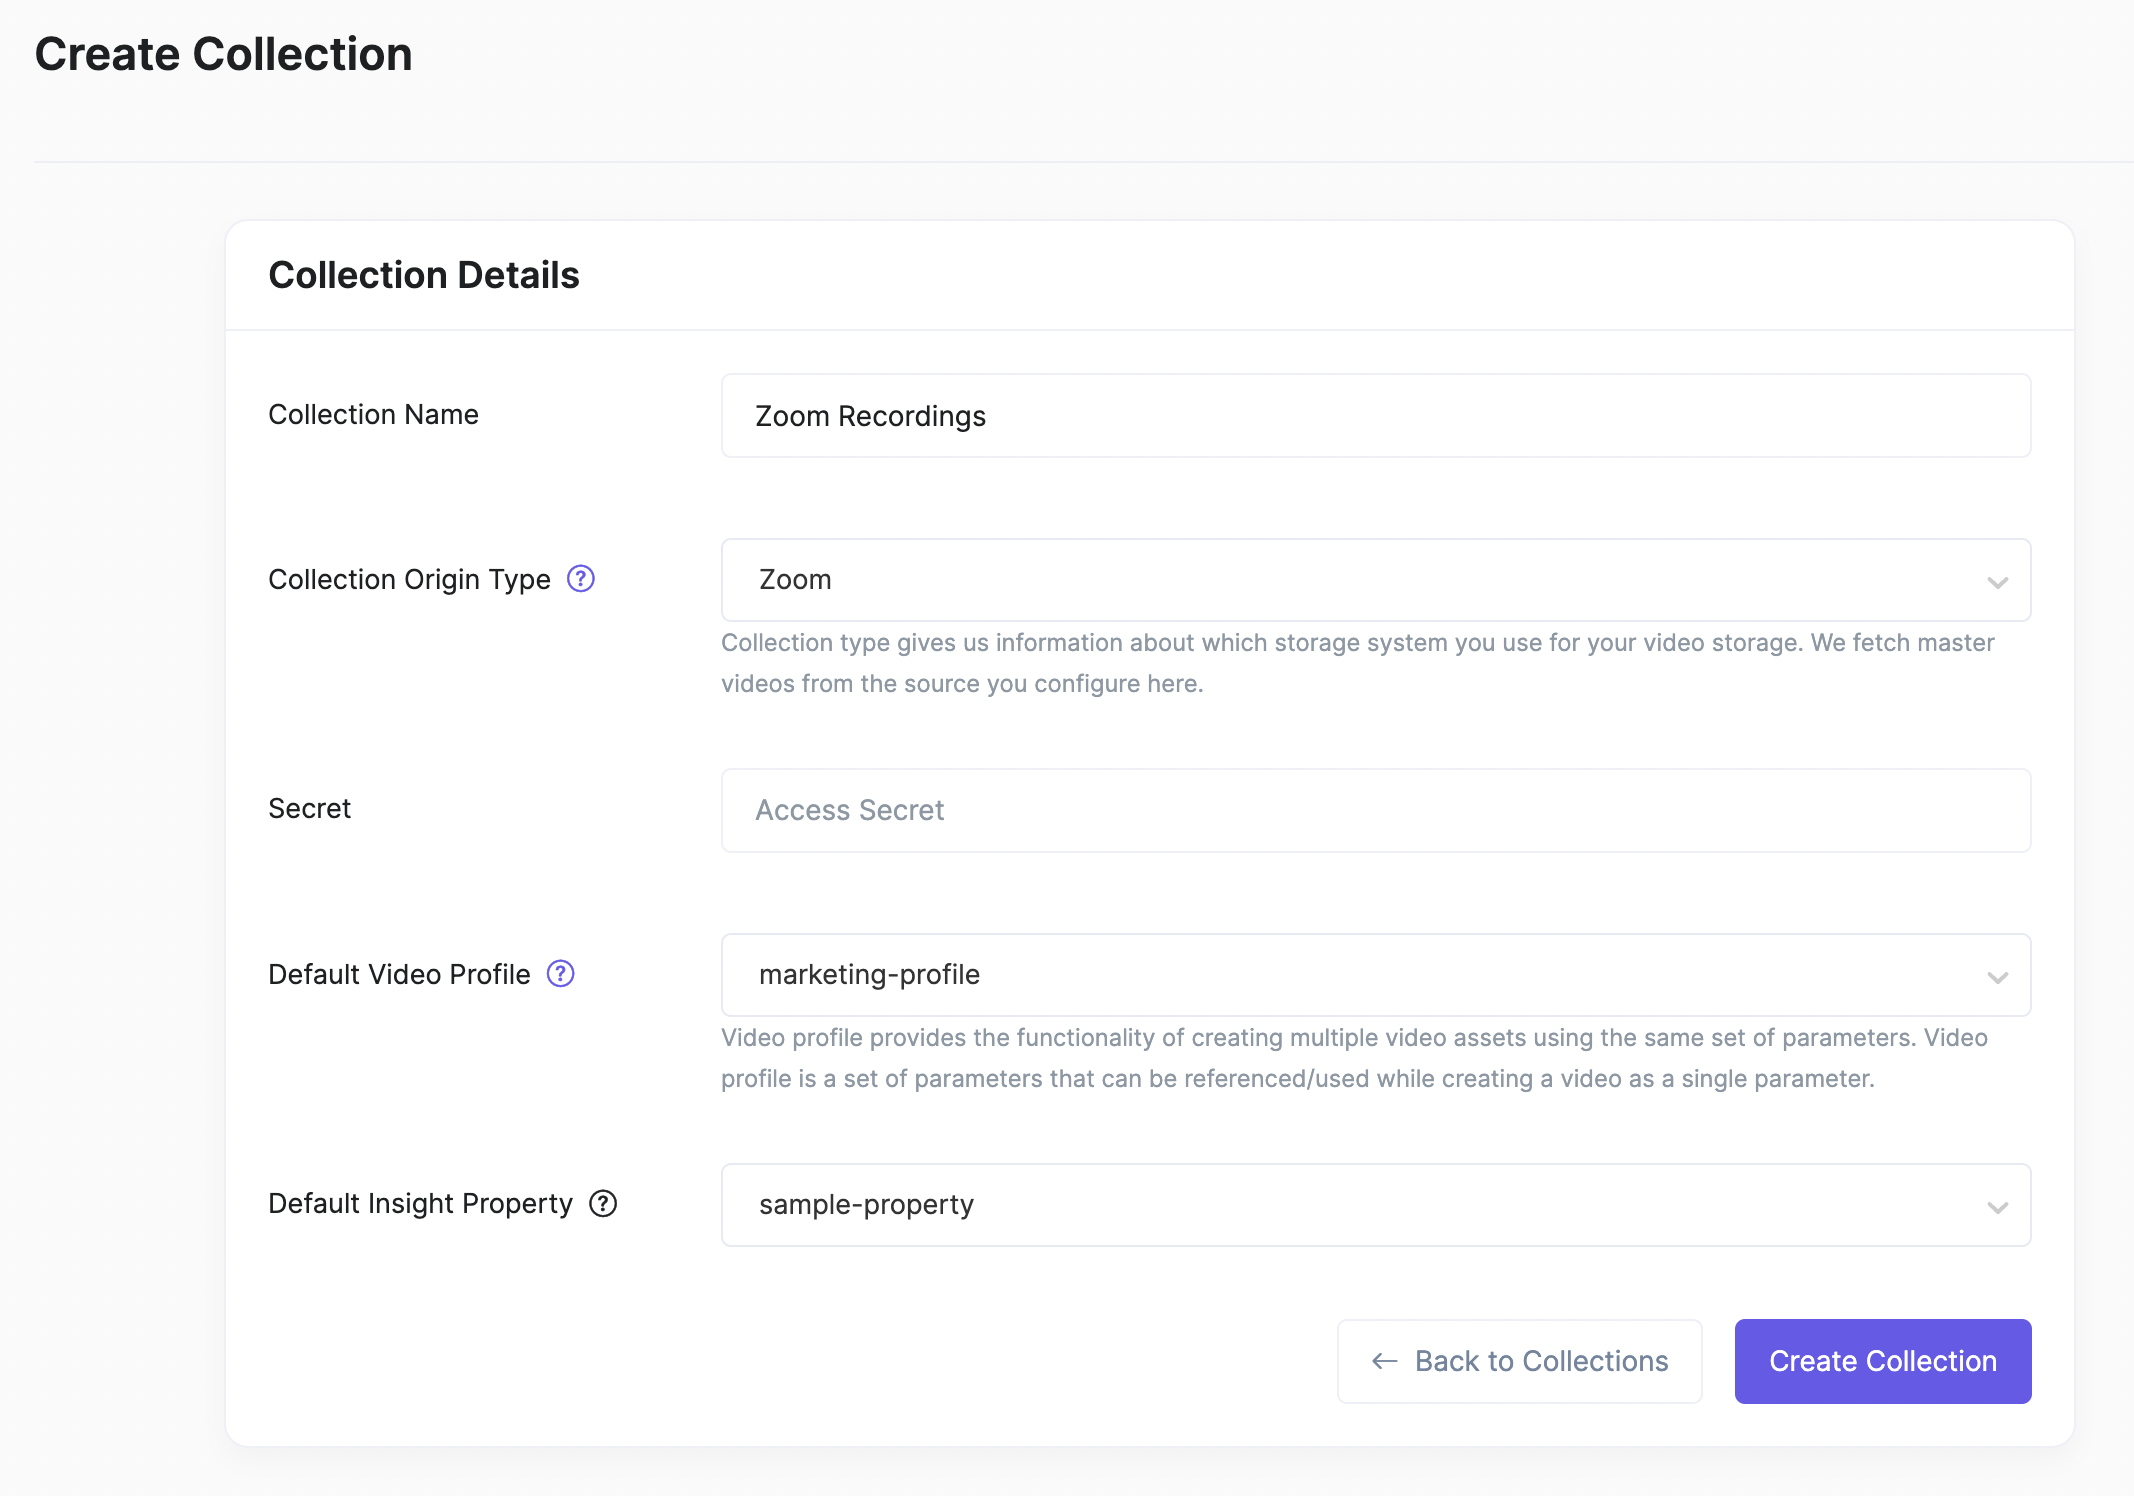 Create Collection
Collection Details
Collection Name
Zoom Recordings
Collection Origin Type ?
Zoom
Collection type gives us information about which storage system you use for your video storage. We fetch master
videos from the source you configure here.
Secret
Access Secret
Default Video Profile ?
marketing-profile
Video profile provides the functionality of creating multiple video assets using the same set of parameters. Video
profile is a set of parameters that can be referenced/used while creating a video as a single parameter.
Default Insight Property ?
sample-property
← Back to Collections
Create Collection